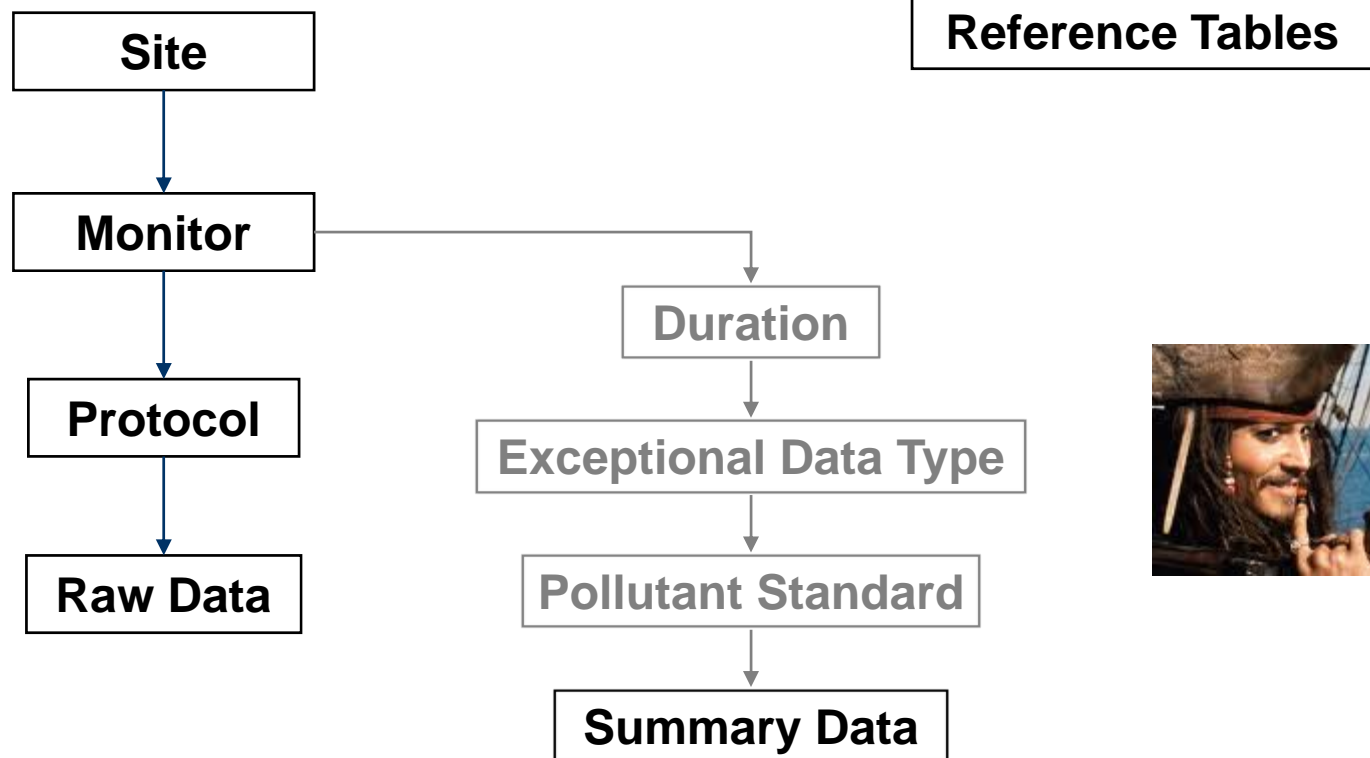 Site
Reference Tables
Monitor
Duration
Protocol
Exceptional Data Type
Raw Data
Pollutant Standard
Summary Data